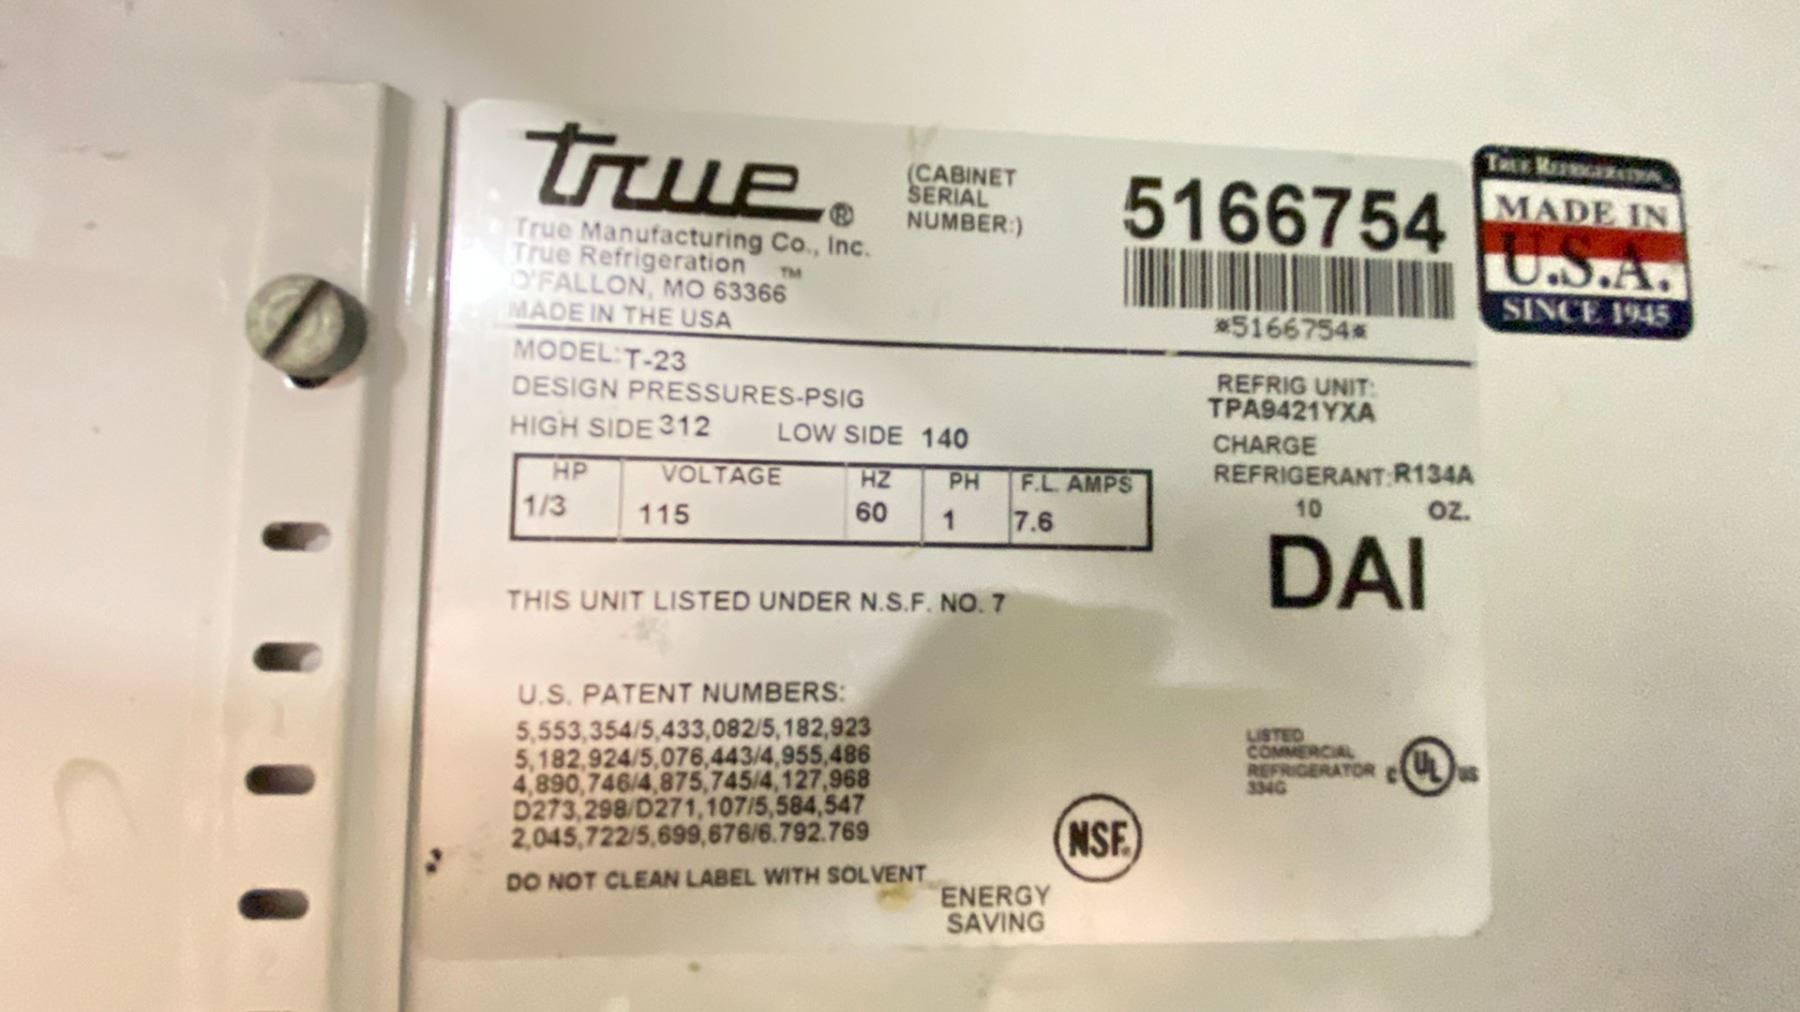 true®
True Manufacturing Co., Inc.
True Refrigeration ™
O'FALLON, MO 63366
MADE IN THE USA
(CABINET
SERIAL
NUMBER:)
5166754
*5166754*
TRUE REFRIGERATION
MADE IN
U.S.A.
SINCE 1945
MODEL: T-23
DESIGN PRESSURES-PSIG
HIGH SIDE 312 LOW SIDE 140
REFRIG UNIT:
TPA9421YXA
CHARGE
REFRIGERANT: R134A
10 OZ.
DAI
HP VOLTAGE HZ PH F.L. AMPS
1/3 115 60 1 7.6
THIS UNIT LISTED UNDER N.S.F. NO. 7
U.S. PATENT NUMBERS:
5,553,354/5,433,082/5,182,923
5,182,924/5,076,443/4,955,486
4,890,746/4,875,745/4,127,968
D273,298/D271,107/5,584,547
2,045,722/5,699,676/6.792.769
DO NOT CLEAN LABEL WITH SOLVENT
ENERGY
SAVING
NSF®
LISTED
COMMERCIAL
REFRIGERATOR
334G
c UL US
1
2